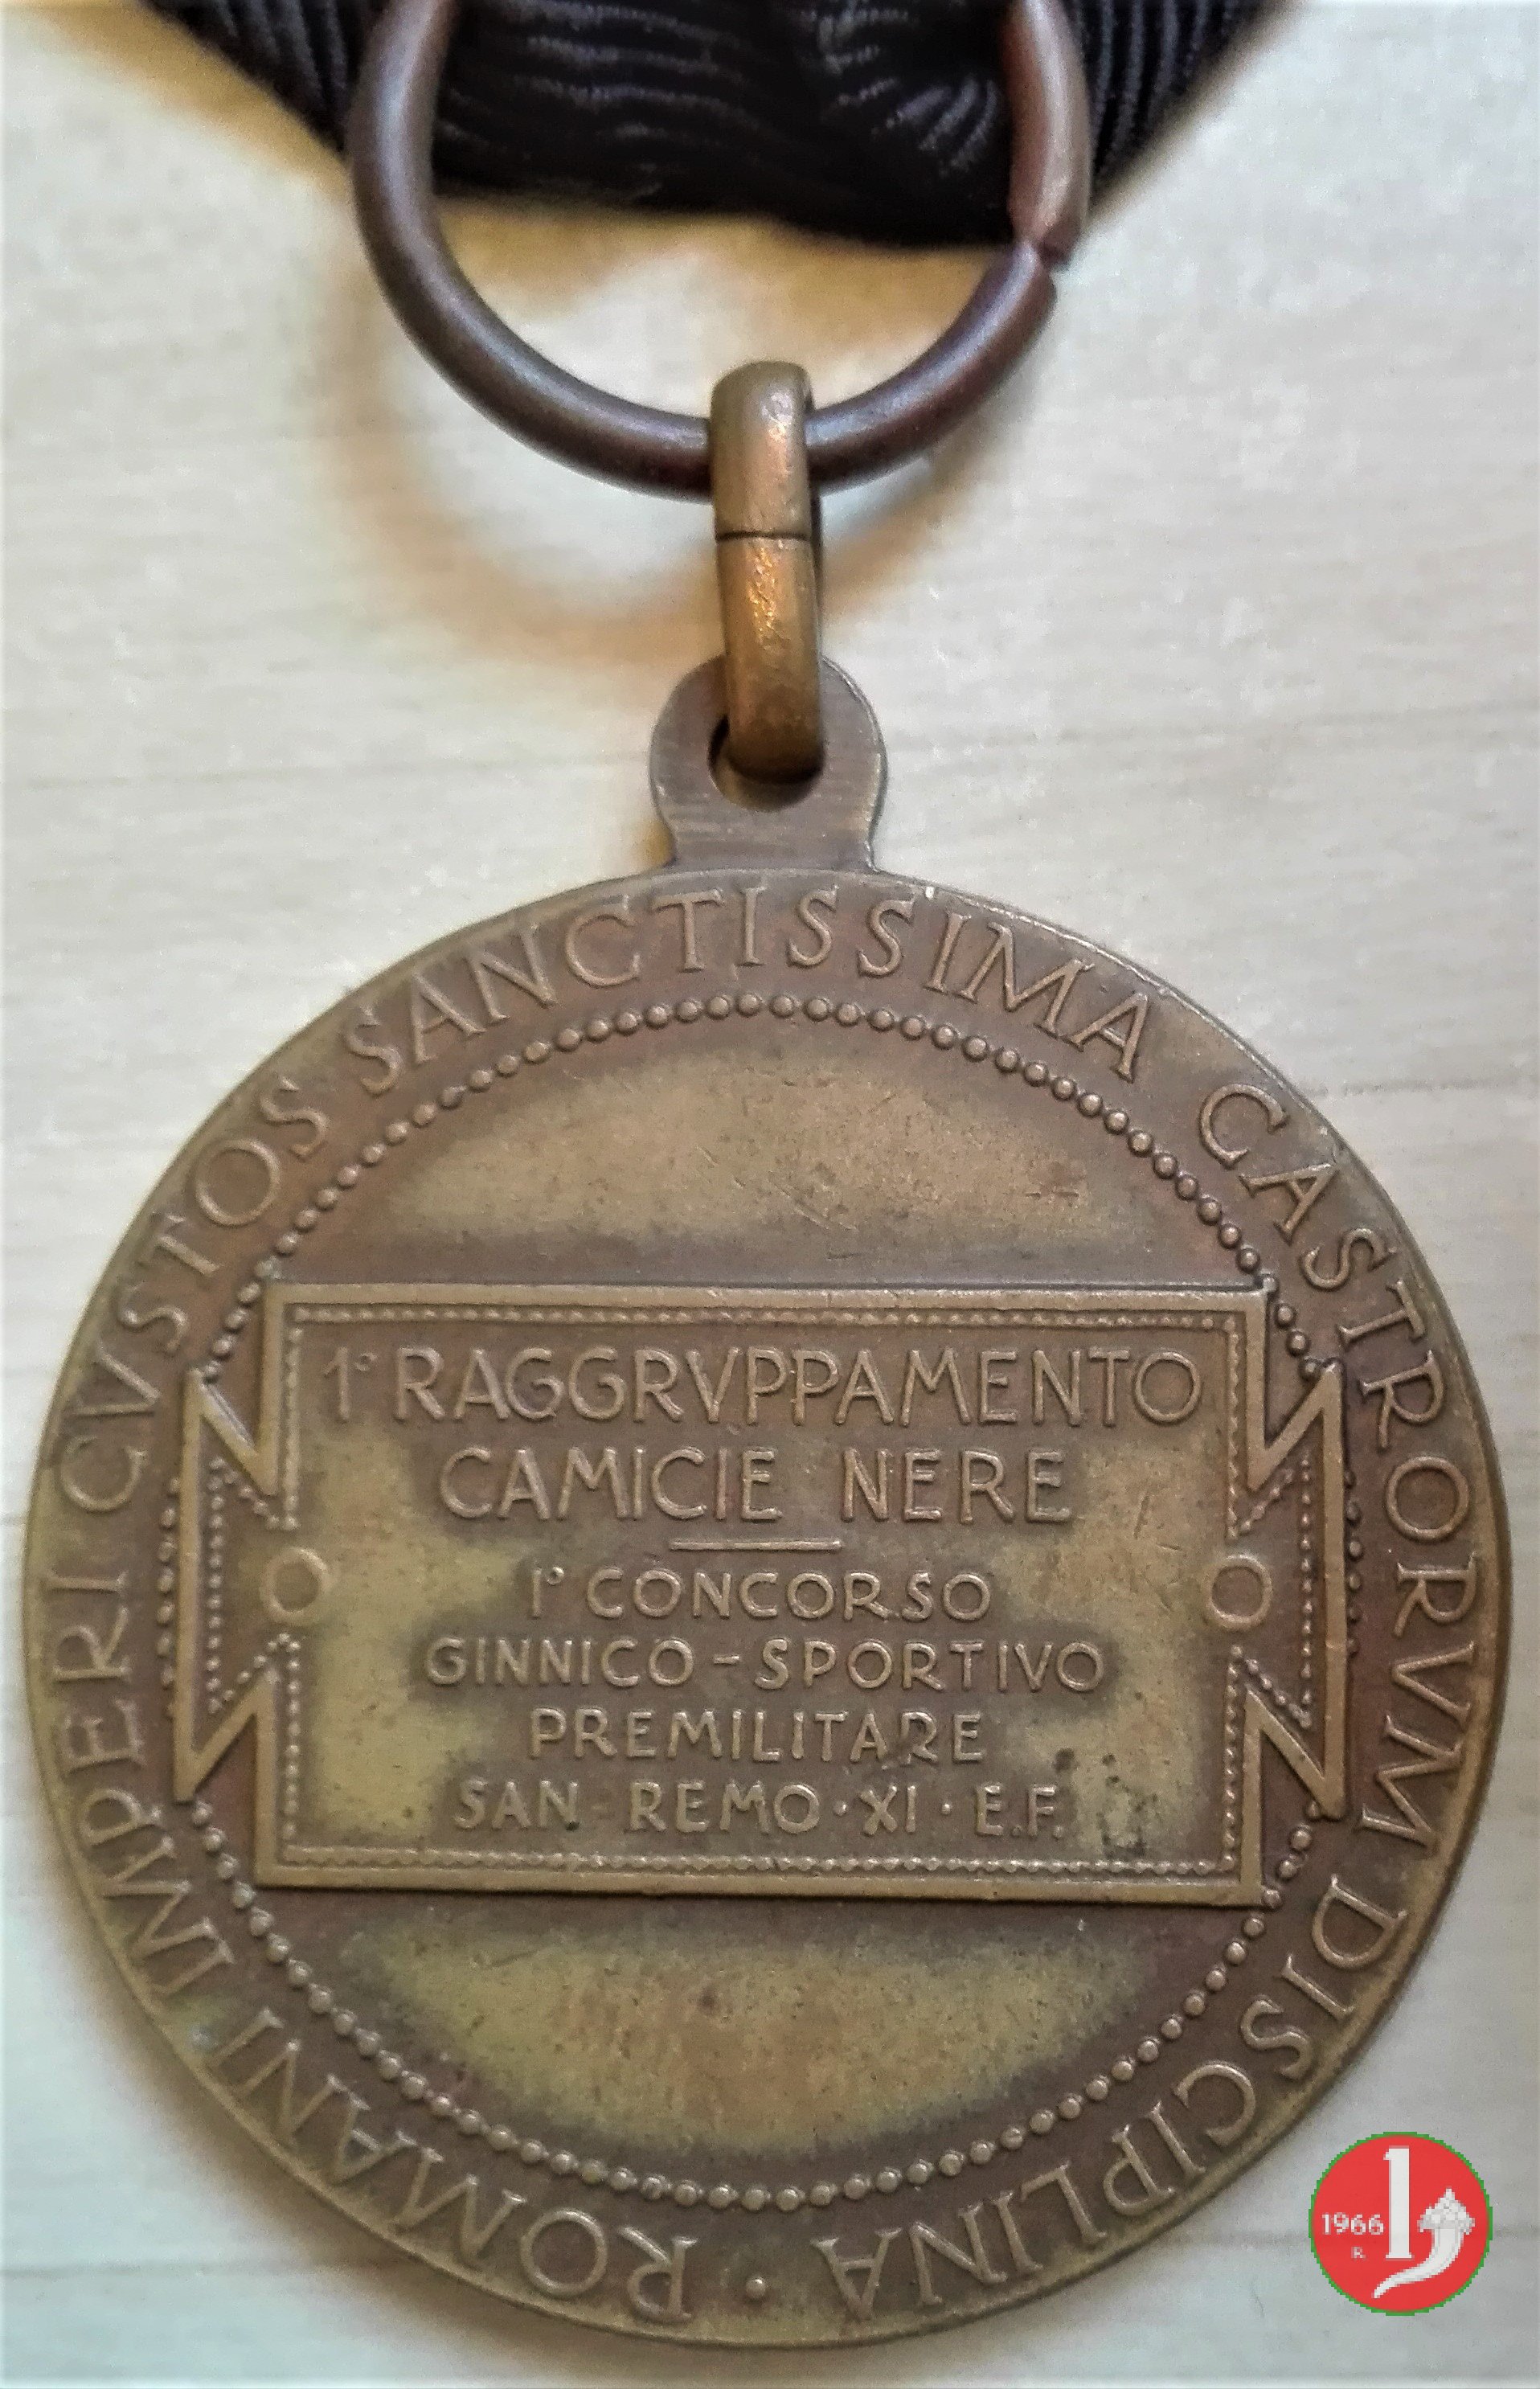 ROMANI IMPERI CVSTOS SANCTISSIMA CASTRORVM DISCIPLINA ·
1° RAGGRVPPAMENTO
CAMICIE NERE
1° CONCORSO
GINNICO-SPORTIVO
PREMILITARE
SAN REMO·XI·E.F.
1966
R
1